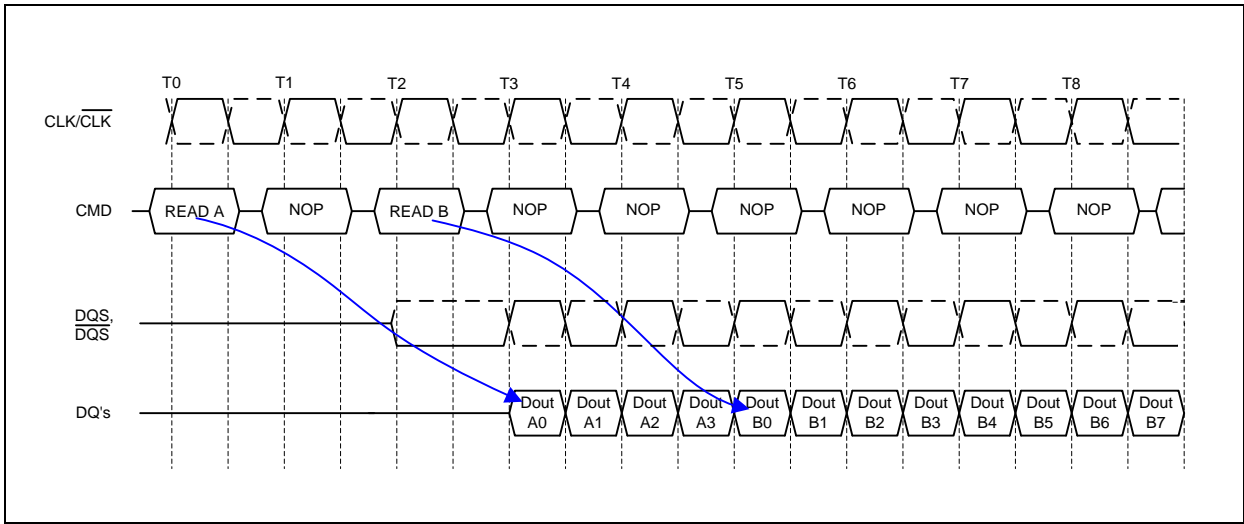 T0 T1 T2 T3 T4 T5 T6 T7 T8
CLK/CLK
CMD READ A NOP READ B NOP NOP NOP NOP NOP NOP
DQS,
DQS
DQ's Dout Dout Dout Dout Dout Dout Dout Dout Dout Dout Dout Dout
A0 A1 A2 A3 B0 B1 B2 B3 B4 B5 B6 B7